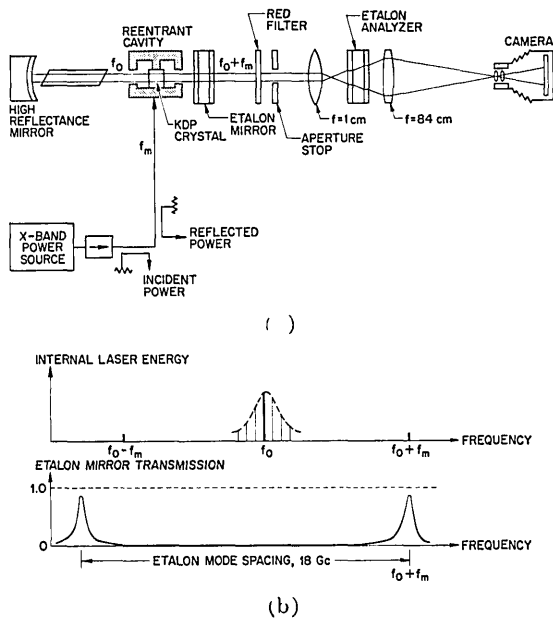 REENTRANT
CAVITY
RED
FILTER
ETALON
ANALYZER
CAMERA
f₀
f₀+fₘ
HIGH
REFLECTANCE
MIRROR
fₘ
KDP
CRYSTAL
ETALON
MIRROR
APERTURE
STOP
f=1 cm
f=84 cm
X-BAND
POWER
SOURCE
REFLECTED
POWER
INCIDENT
POWER
( )
INTERNAL LASER ENERGY
f₀-fₘ
f₀
f₀+fₘ
FREQUENCY
ETALON MIRROR TRANSMISSION
1.0
0
FREQUENCY
ETALON MODE SPACING, 18 Gc
f₀+fₘ
(b)